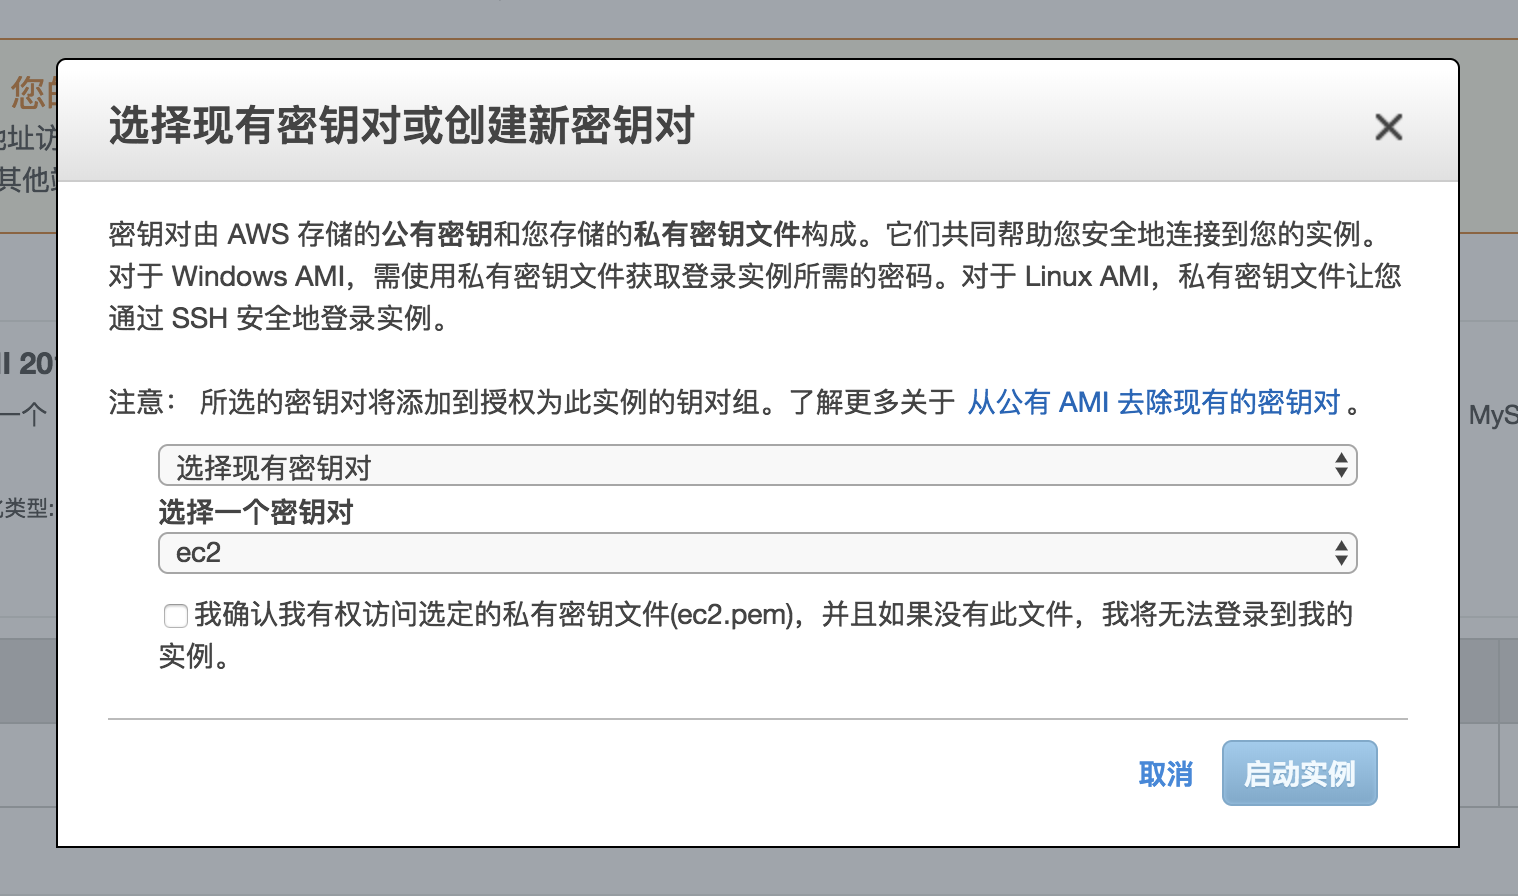 您的
地址访
其他
选择现有密钥对或创建新密钥对
密钥对由 AWS 存储的公有密钥和您存储的私有密钥文件构成。它们共同帮助您安全地连接到您的实例。
对于 Windows AMI，需使用私有密钥文件获取登录实例所需的密码。对于 Linux AMI，私有密钥文件让您
通过 SSH 安全地登录实例。
II 201
一个
MyS
注意： 所选的密钥对将添加到授权为此实例的钥对组。了解更多关于 从公有 AMI 去除现有的密钥对 。
选择现有密钥对
类型:
选择一个密钥对
ec2
我确认我有权访问选定的私有密钥文件(ec2.pem)，并且如果没有此文件，我将无法登录到我的
实例。
取消
启动实例